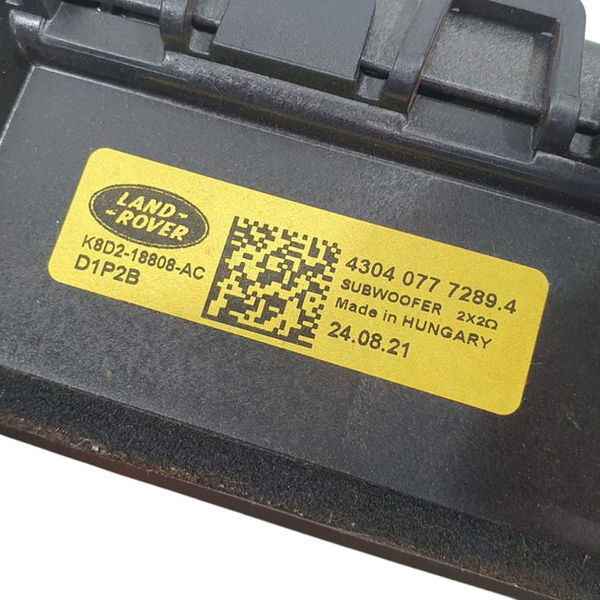 LAND
ROVER
K8D2-18808-AC
D1P2B
4304 077 7289.4
SUBWOOFER 2X2Ω
Made in HUNGARY
24.08.21